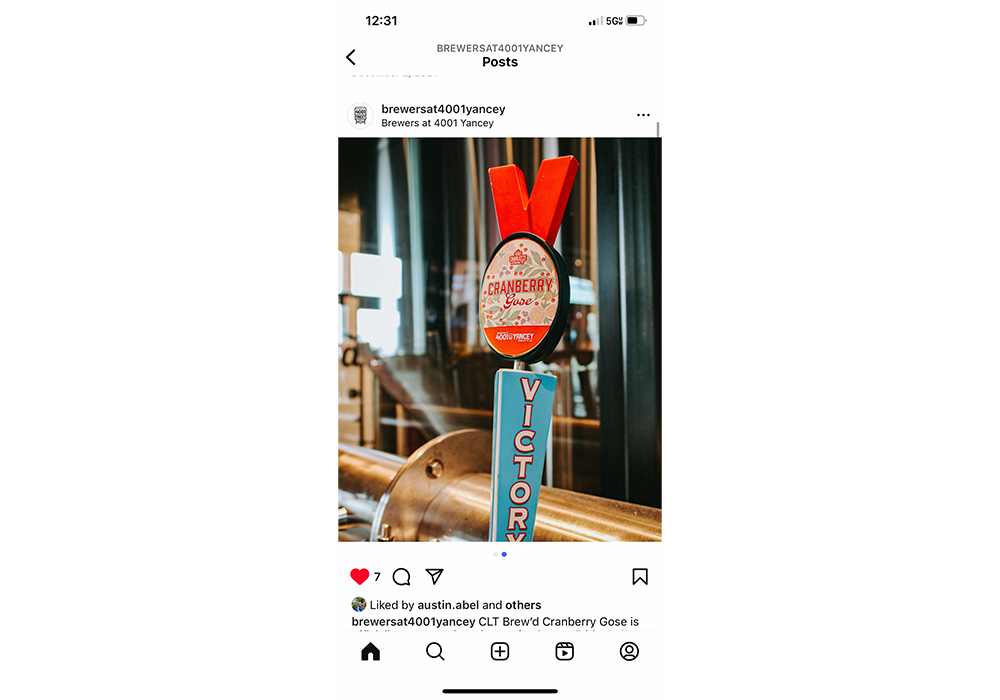 12:31
5G
BREWERSAT4001YANCEY
Posts
brewersat4001yancey
Brewers at 4001 Yancey
CRANBERRY
Gose
4001 YANCEY
VICTORY
7
Liked by austin.abel and others
brewersat4001yancey CLT Brew’d Cranberry Gose is